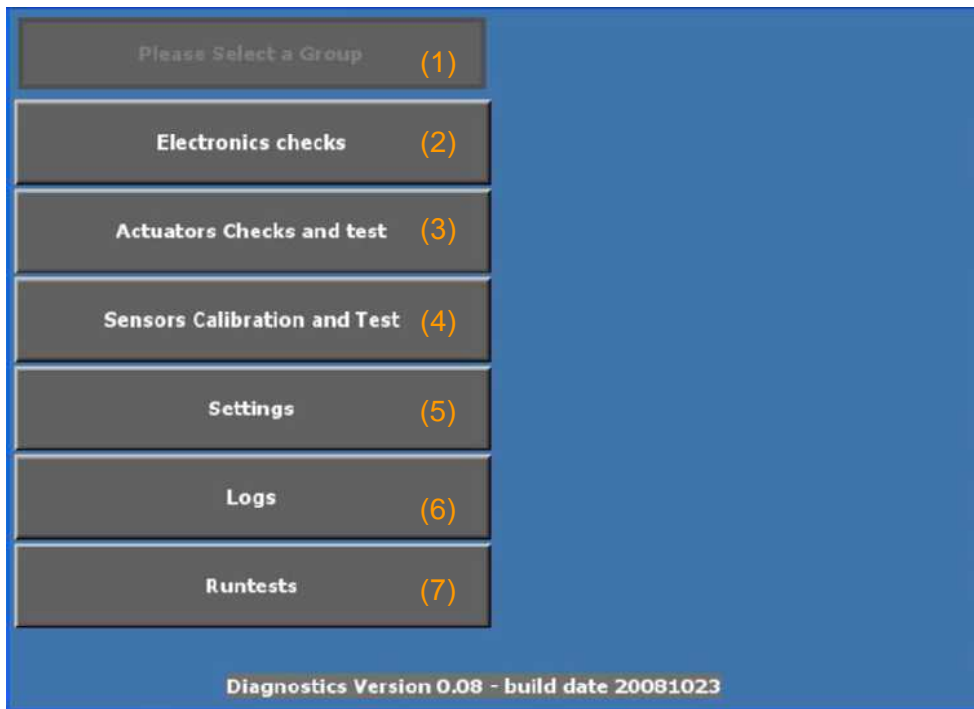 Please Select a Group (1)
Electronics checks (2)
Actuators Checks and test (3)
Sensors Calibration and Test (4)
Settings (5)
Logs (6)
Runtests (7)
Diagnostics Version 0.08 - build date 20081023